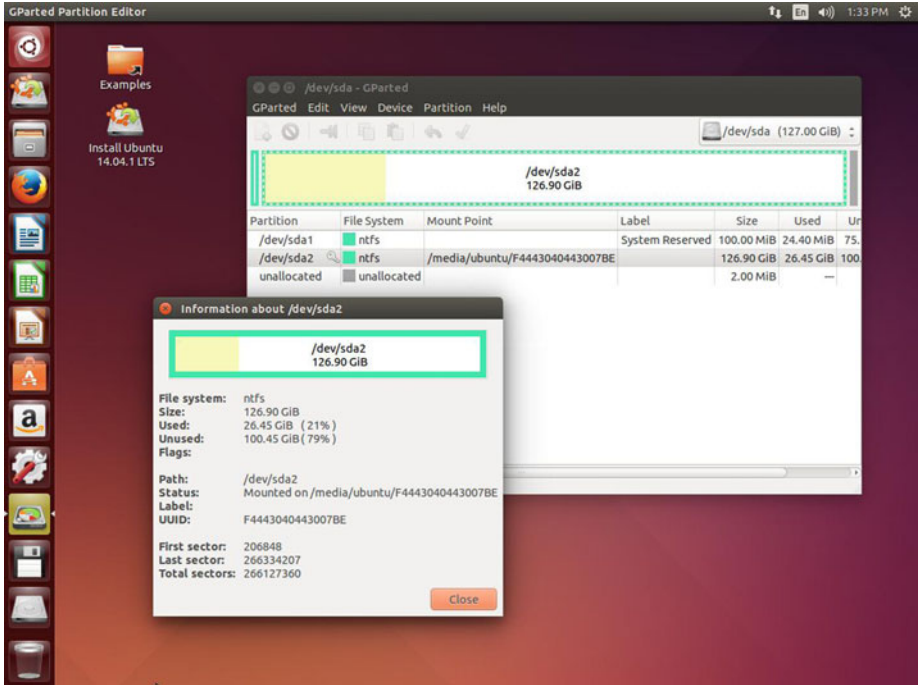 GParted Partition Editor
En 1:33 PM
Examples
Install Ubuntu
14.04.1 LTS
/dev/sda - GParted
GParted Edit View Device Partition Help
/dev/sda (127.00 GiB)
/dev/sda2
126.90 GiB
Partition File System Mount Point Label Size Used Un
/dev/sda1 ntfs System Reserved 100.00 MiB 24.40 MiB 75.
/dev/sda2 ntfs /media/ubuntu/F4443040443007BE 126.90 GiB 26.45 GiB 100.
unallocated unallocated 2.00 MiB ---
Information about /dev/sda2
/dev/sda2
126.90 GiB
File system: ntfs
Size: 126.90 GiB
Used: 26.45 GiB (21%)
Unused: 100.45 GiB (79%)
Flags:
Path: /dev/sda2
Status: Mounted on /media/ubuntu/F4443040443007BE
Label:
UUID: F4443040443007BE
First sector: 206848
Last sector: 266334207
Total sectors: 266127360
Close